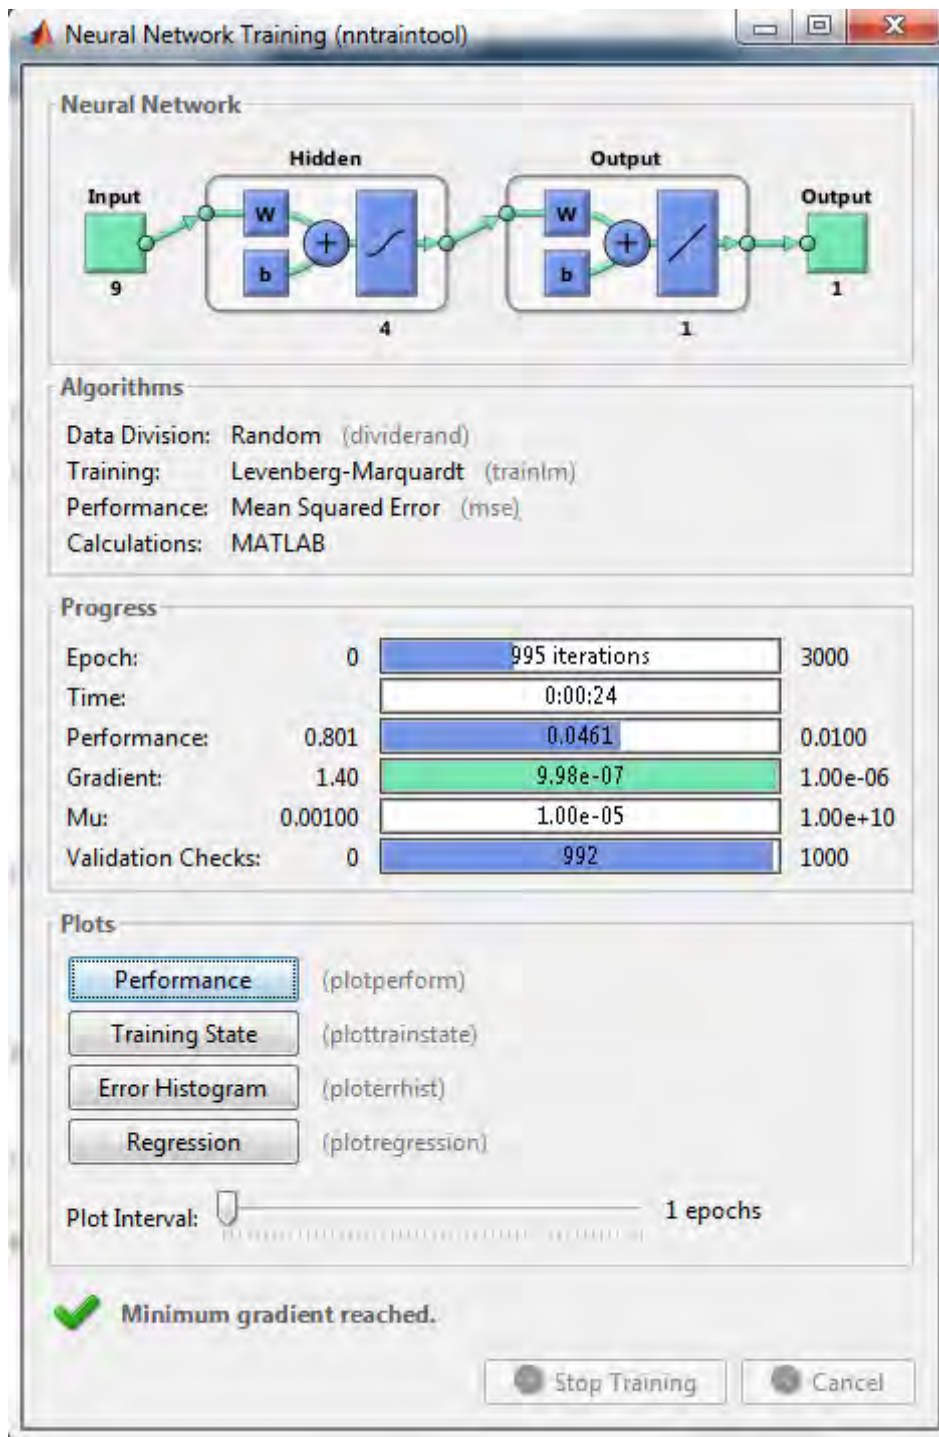 Neural Network Training (nntraintool)
Neural Network
Hidden
Output
Input
Output
W
W
b
b
9
4
1
1
Algorithms
Data Division: Random (dividerand)
Training: Levenberg-Marquardt (trainlm)
Performance: Mean Squared Error (mse)
Calculations: MATLAB
Progress
Epoch: 0 995 iterations 3000
Time: 0:00:24
Performance: 0.801 0.0461 0.0100
Gradient: 1.40 9.98e-07 1.00e-06
Mu: 0.00100 1.00e-05 1.00e+10
Validation Checks: 0 992 1000
Plots
Performance (plotperform)
Training State (plottrainstate)
Error Histogram (ploterrhist)
Regression (plotregression)
Plot Interval: 1 epochs
Minimum gradient reached.
Stop Training Cancel